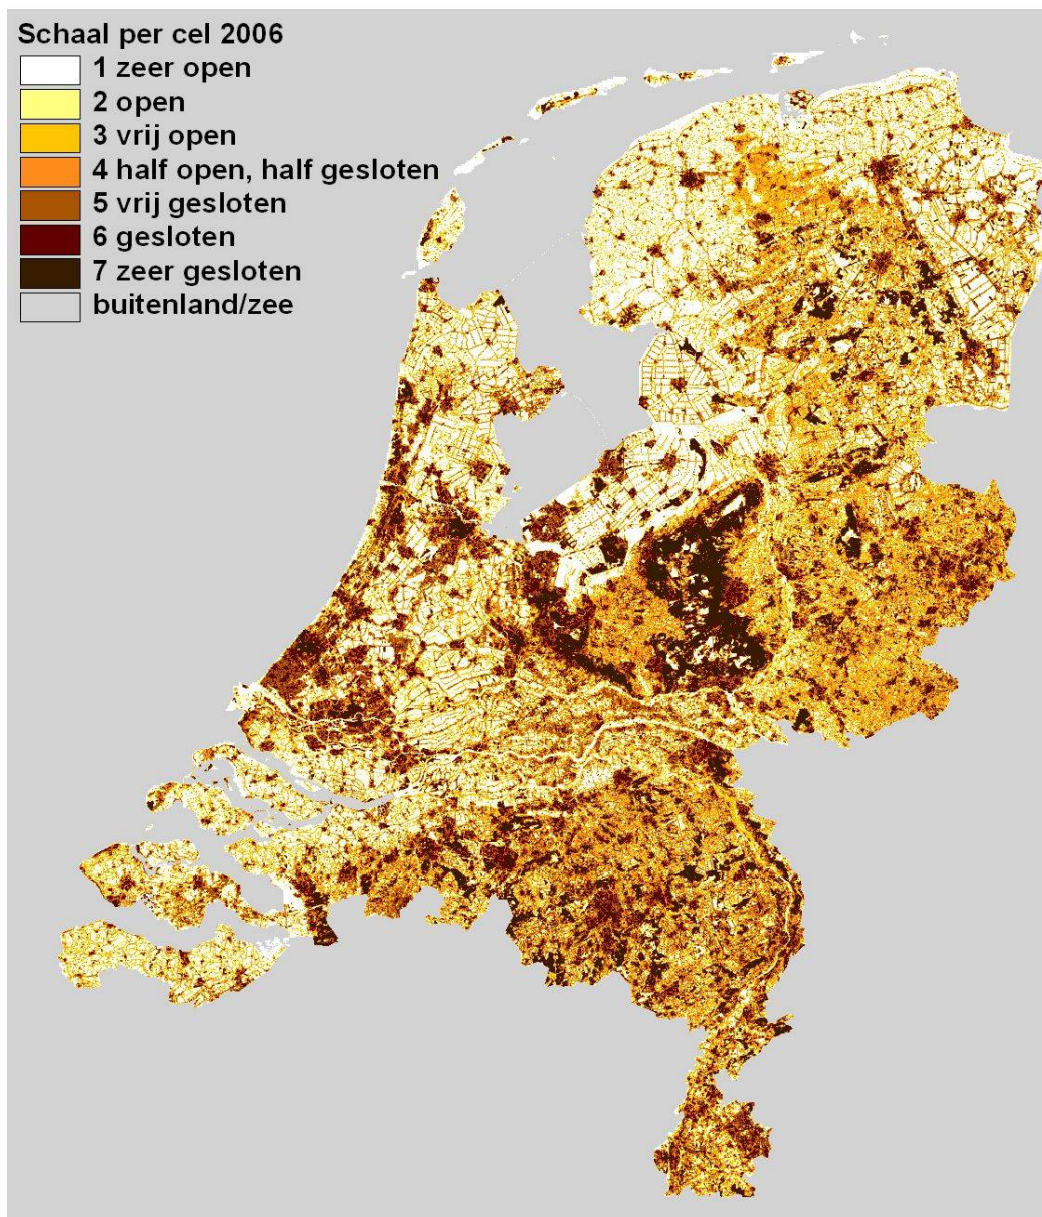 Schaal per cel 2006
1 zeer open
2 open
3 vrij open
4 half open, half gesloten
5 vrij gesloten
6 gesloten
7 zeer gesloten
buitenland/zee